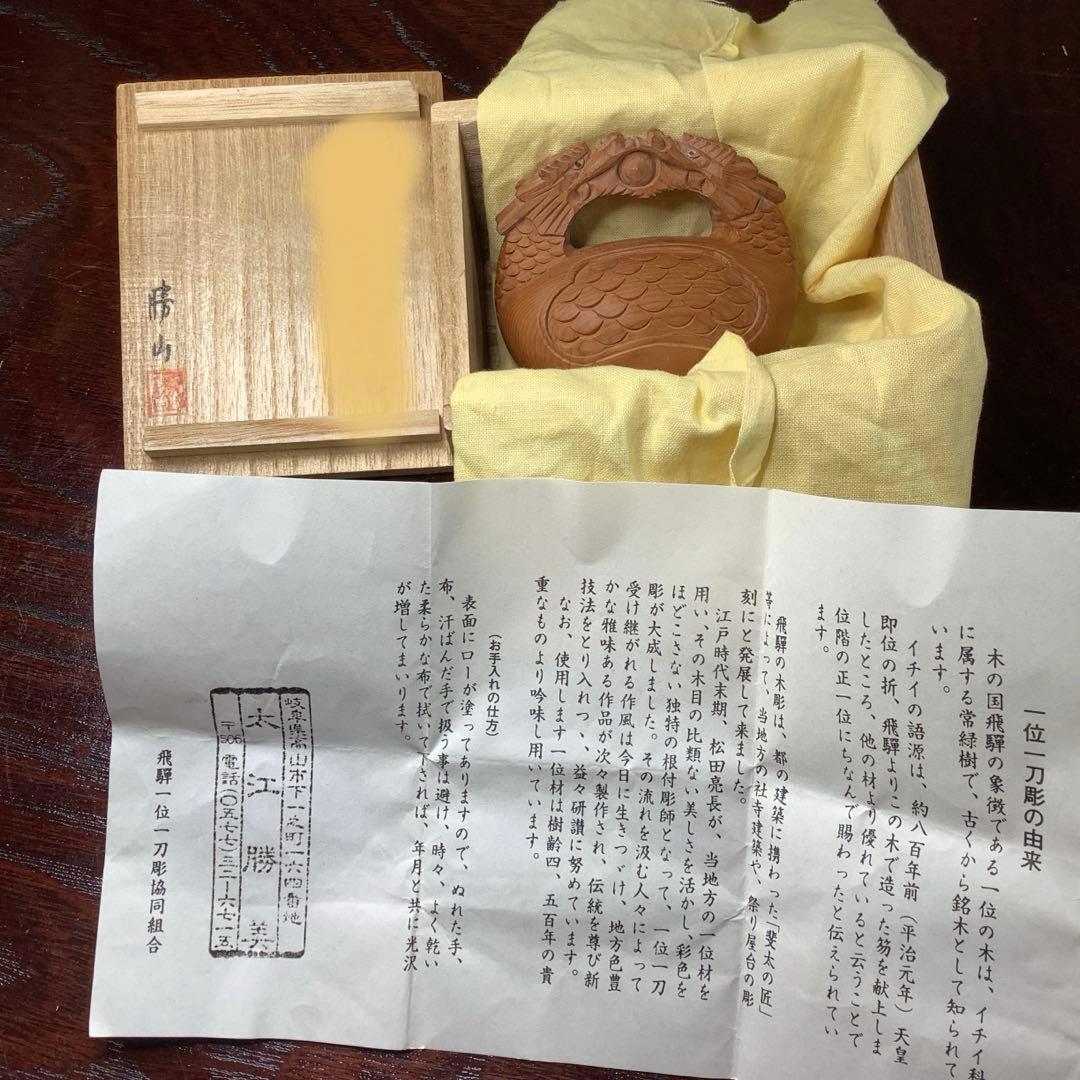 勝山
一位一刀彫の由来
木の国飛騨の象徴である一位の木は、イチイ科
に属する常緑樹で、古くから銘木として知られて
います。
イチイの語源は、約八百年前（平治元年）天皇
即位の折、飛騨よりこの木で造った笏を献上しま
したところ、他の材より優れていると云うことで
位階の正一位にちなんで賜わったと伝えられてい
ます。
飛騨の木彫は、都の建築に携わった「斐太の匠」
等によって、当地方の社寺建築や、祭り屋台の彫
刻にと発展して来ました。
江戸時代末期、松田亮長が、当地方の一位材を
用い、その木目の比類ない美しさを活かし、彩色を
ほどこさない独特の根付彫師となって、一位一刀
彫が大成しました。その流れを汲む人々によって
受け継がれる作風は今日に生きつゞけ、地方色豊
かな雅味ある作品が次々製作され、伝統を尊び新
技法をとり入れつゝ、益々研讃に努めています。
なお、使用します一位材は樹齢四、五百年の貴
重なものより吟味し用いています。
（お手入れの仕方）
表面にローが塗ってありますので、ぬれた手、
布、汗ばんだ手で扱う事は避け、時々、よく乾い
た柔らかな布で拭いて下されば、年月と共に光沢
が増してまいります。
岐阜県高山市下一之町一六四番地
太江勝美
〒506 電話（〇五七七）三二ー六七一五
飛騨一位一刀彫協同組合